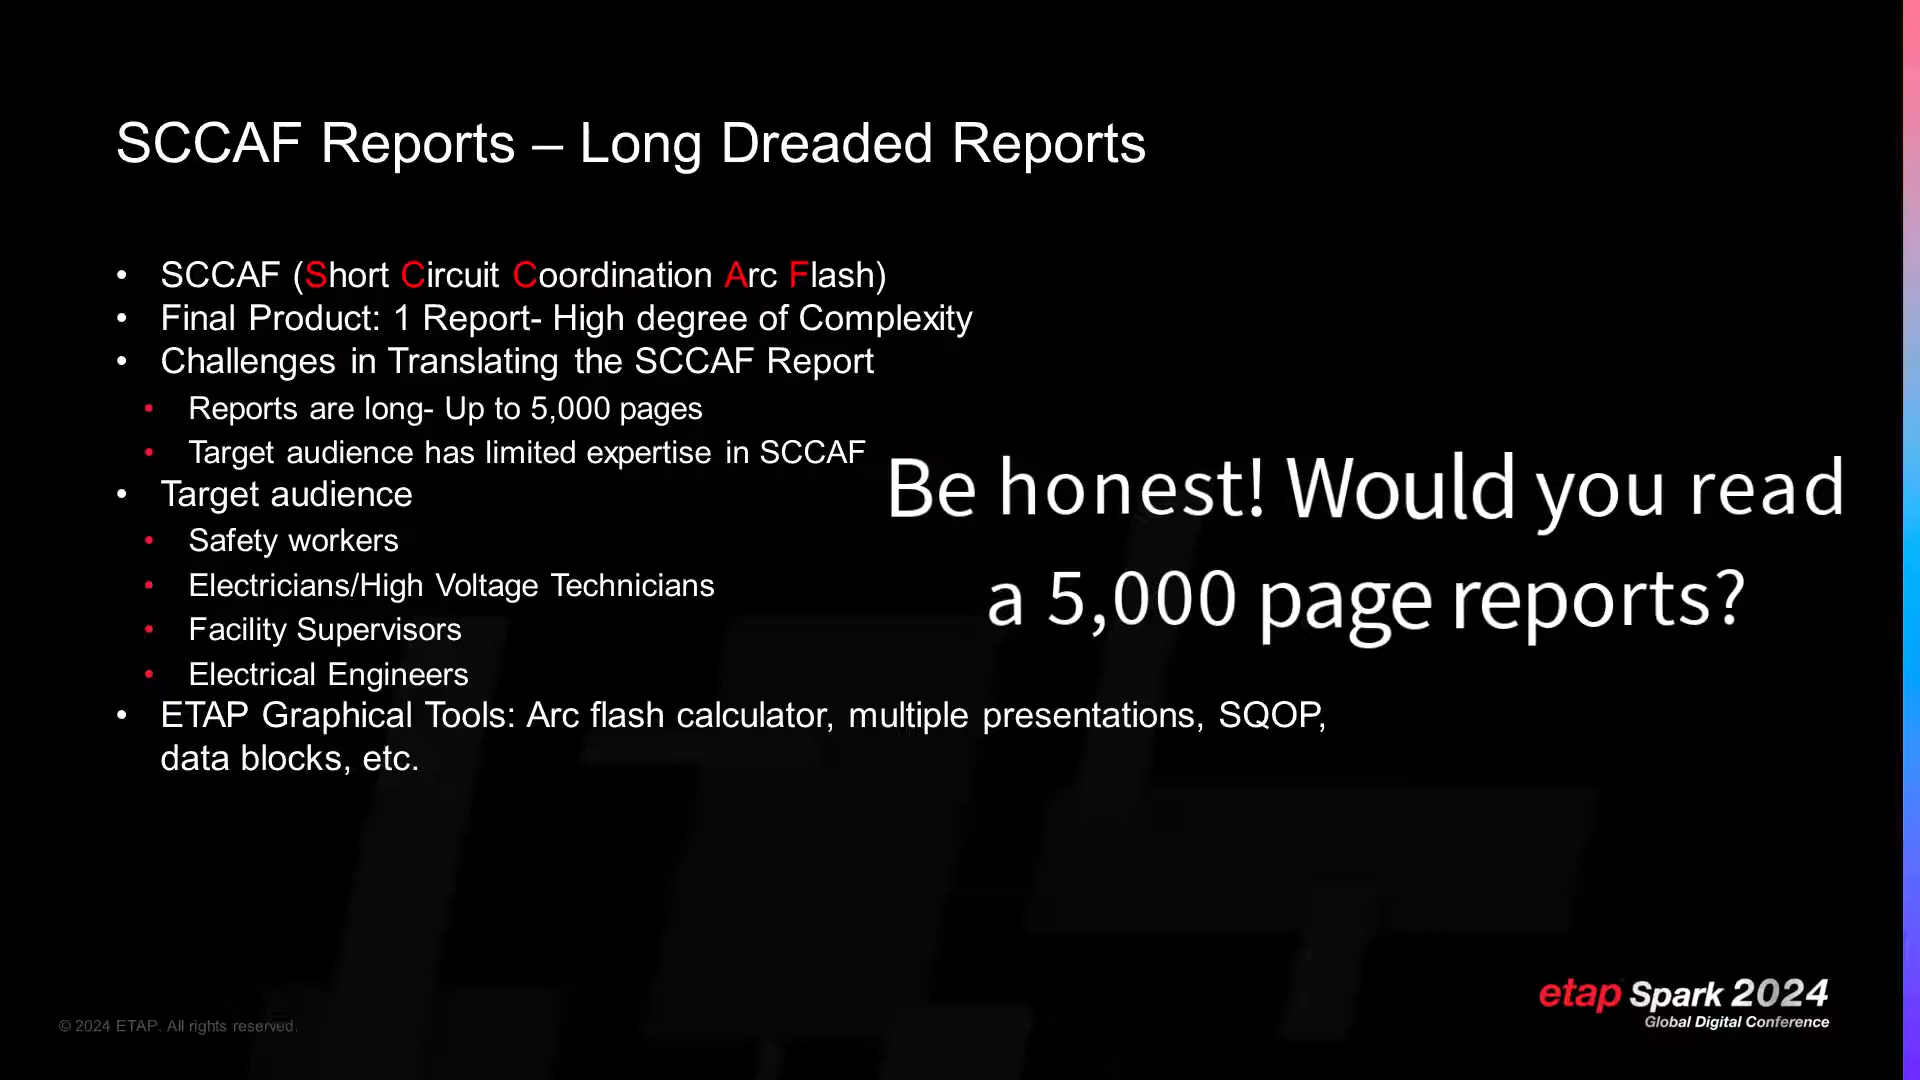 SCCAF Reports – Long Dreaded Reports
• SCCAF (Short Circuit Coordination Arc Flash)
• Final Product: 1 Report- High degree of Complexity
• Challenges in Translating the SCCAF Report
• Reports are long- Up to 5,000 pages
• Target audience has limited expertise in SCCAF
• Target audience
• Safety workers
• Electricians/High Voltage Technicians
• Facility Supervisors
• Electrical Engineers
• ETAP Graphical Tools: Arc flash calculator, multiple presentations, SQOP,
data blocks, etc.
Be honest! Would you read
a 5,000 page reports?
etap Spark 2024
Global Digital Conference
© 2024 ETAP. All rights reserved.